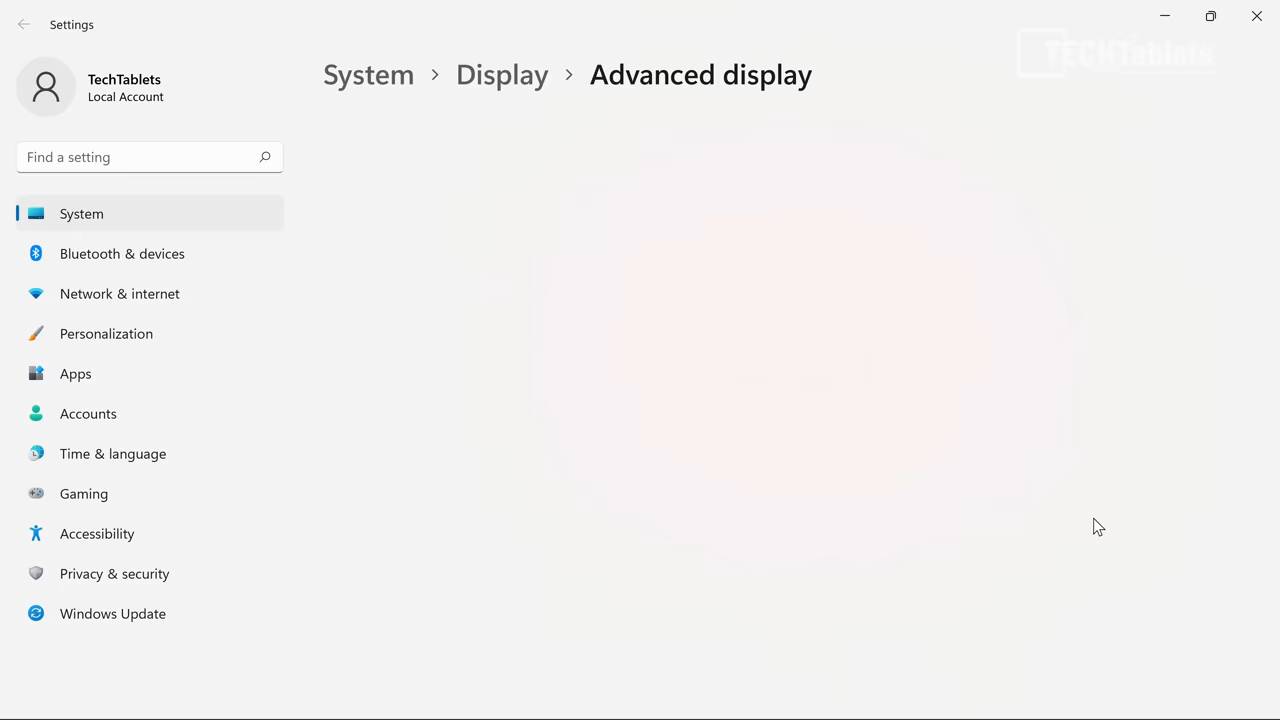 Settings
TECHTablets
TechTablets
Local Account
System > Display > Advanced display
Find a setting
System
Bluetooth & devices
Network & internet
Personalization
Apps
Accounts
Time & language
Gaming
Accessibility
Privacy & security
Windows Update